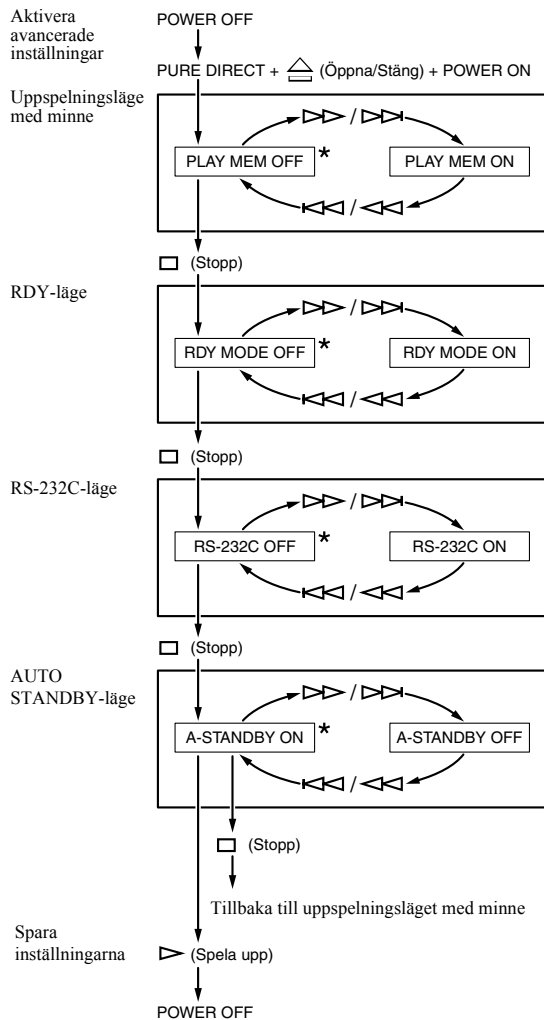 Aktivera
avancerade
inställningar
POWER OFF
PURE DIRECT + (Öppna/Stäng) + POWER ON
Uppspelningsläge
med minne
/
PLAY MEM OFF * PLAY MEM ON
/
(Stopp)
RDY-läge
/
RDY MODE OFF * RDY MODE ON
/
(Stopp)
RS-232C-läge
/
RS-232C OFF * RS-232C ON
/
(Stopp)
AUTO
STANDBY-läge
/
A-STANDBY ON * A-STANDBY OFF
/
(Stopp)
Tillbaka till uppspelningsläget med minne
Spara
inställningarna
(Spela upp)
POWER OFF